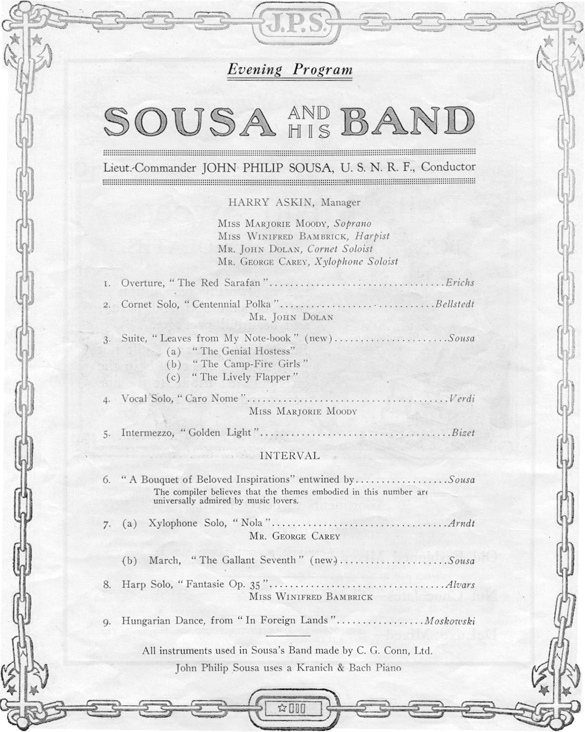 J.P.S.
Evening Program
SOUSA AND HIS BAND
Lieut.-Commander JOHN PHILIP SOUSA, U. S. N. R. F., Conductor
HARRY ASKIN, Manager
MISS MARJORIE MOODY, Soprano
MISS WINIFRED BAMBRICK, Harpist
MR. JOHN DOLAN, Cornet Soloist
MR. GEORGE CAREY, Xylophone Soloist
1. Overture, "The Red Sarafan"..............................Erichs
2. Cornet Solo, "Centennial Polka"..........................Bellstedt
MR. JOHN DOLAN
3. Suite, "Leaves from My Note-book" (new)....................Sousa
(a) "The Genial Hostess"
(b) "The Camp-Fire Girls"
(c) "The Lively Flapper"
4. Vocal Solo, "Caro Nome"..................................Verdi
MISS MARJORIE MOODY
5. Intermezzo, "Golden Light"................................Bizet
INTERVAL
6. "A Bouquet of Beloved Inspirations" entwined by................Sousa
The compiler believes that the themes embodied in this number are
universally admired by music lovers.
7. (a) Xylophone Solo, "Nola"..............................Arndt
MR. GEORGE CAREY
(b) March, "The Gallant Seventh" (new)...................Sousa
8. Harp Solo, "Fantasie Op. 35"..............................Alvars
MISS WINIFRED BAMBRICK
9. Hungarian Dance, from "In Foreign Lands"................Moskowski
All instruments used in Sousa's Band made by C. G. Conn, Ltd.
John Philip Sousa uses a Kranich & Bach Piano